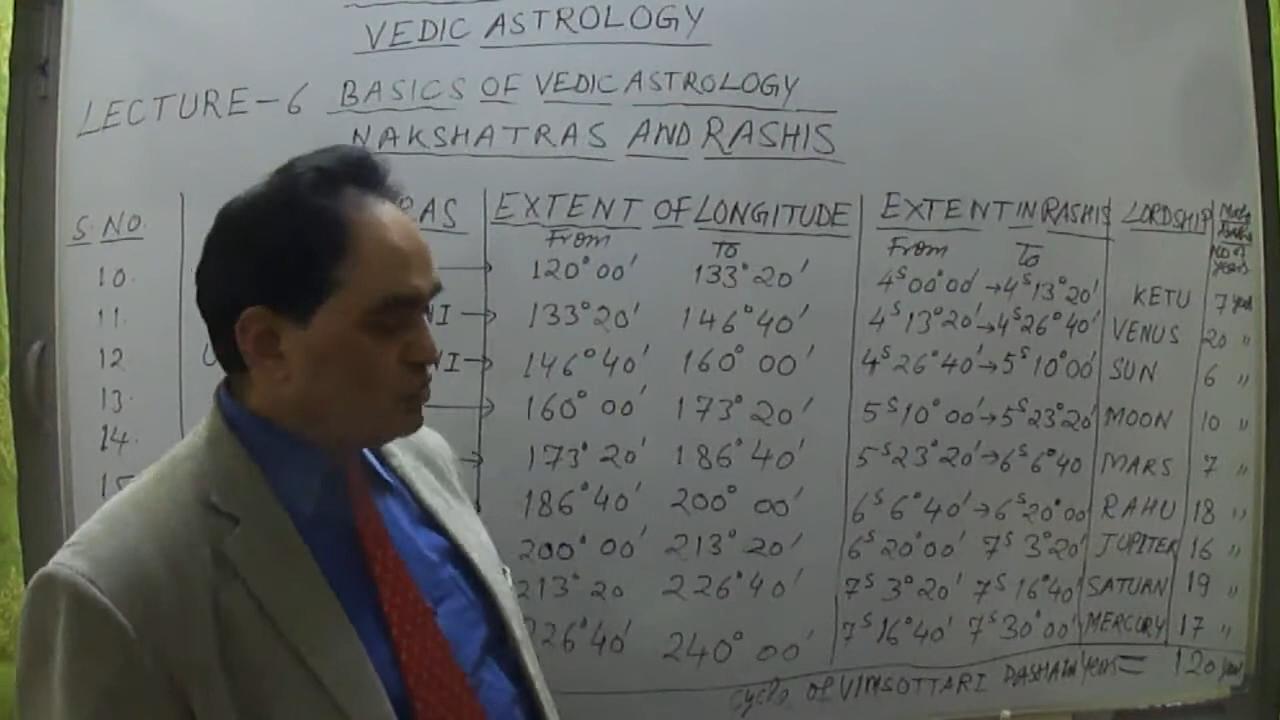 VEDIC ASTROLOGY
LECTURE-6 BASICS OF VEDIC ASTROLOGY
NAKSHATRAS AND RASHIS
S. NO. RAS EXTENT OF LONGITUDE EXTENT IN RASHIS LORDSHIP
From To From To No of years
10. 120°00' 133°20' 4ˢ00°00' →4ˢ13°20' KETU 7 years
11. NI → 133°20' 146°40' 4ˢ13°20'→4ˢ26°40' VENUS 20 "
12 U NI → 146°40' 160°00' 4ˢ26°40'→5ˢ10°00' SUN 6 "
13. 160°00' 173°20' 5ˢ10°00'→5ˢ23°20' MOON 10 "
14. 173°20' 186°40' 5ˢ23°20'→6ˢ6°40 MARS 7 "
15 186°40' 200°00' 6ˢ6°40'→6ˢ20°00 RAHU 18 "
200°00' 213°20' 6ˢ20°00' 7ˢ3°20' JUPITER 16 "
213°20 226°40' 7ˢ3°20' 7ˢ16°40' SATURN 19 "
226°40' 240°00' 7ˢ16°40' 7ˢ30°00' MERCURY 17 "
cycle of VIMSOTTARI DASHA = 120 years